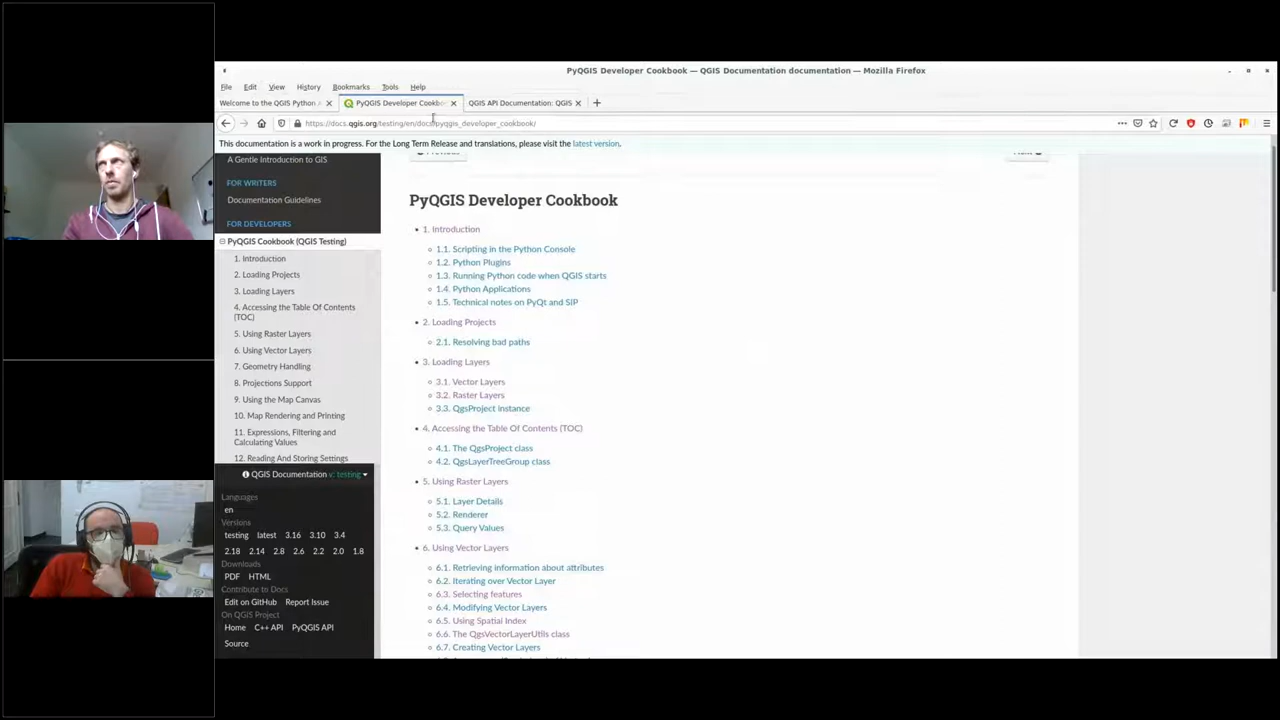 PyQGIS Developer Cookbook — QGIS Documentation documentation — Mozilla Firefox
File Edit View History Bookmarks Tools Help
Welcome to the QGIS Python A
PyQGIS Developer Cookbo
QGIS API Documentation: QGIS
https://docs.qgis.org/testing/en/docs/pyqgis_developer_cookbook/
This documentation is a work in progress. For the Long Term Release and translations, please visit the latest version.
A Gentle Introduction to GIS
FOR WRITERS
Documentation Guidelines
FOR DEVELOPERS
PyQGIS Cookbook (QGIS Testing)
1. Introduction
2. Loading Projects
3. Loading Layers
4. Accessing the Table Of Contents
(TOC)
5. Using Raster Layers
6. Using Vector Layers
7. Geometry Handling
8. Projections Support
9. Using the Map Canvas
10. Map Rendering and Printing
11. Expressions, Filtering and
Calculating Values
12. Reading And Storing Settings
QGIS Documentation v: testing
Languages
en
Versions
testing latest 3.16 3.10 3.4
2.18 2.14 2.8 2.6 2.2 2.0 1.8
Downloads
PDF HTML
Contribute to Docs
Edit on GitHub Report Issue
On QGIS Project
Home C++ API PyQGIS API
Source
PyQGIS Developer Cookbook
1. Introduction
1.1. Scripting in the Python Console
1.2. Python Plugins
1.3. Running Python code when QGIS starts
1.4. Python Applications
1.5. Technical notes on PyQt and SIP
2. Loading Projects
2.1. Resolving bad paths
3. Loading Layers
3.1. Vector Layers
3.2. Raster Layers
3.3. QgsProject instance
4. Accessing the Table Of Contents (TOC)
4.1. The QgsProject class
4.2. QgsLayerTreeGroup class
5. Using Raster Layers
5.1. Layer Details
5.2. Renderer
5.3. Query Values
6. Using Vector Layers
6.1. Retrieving information about attributes
6.2. Iterating over Vector Layer
6.3. Selecting features
6.4. Modifying Vector Layers
6.5. Using Spatial Index
6.6. The QgsVectorLayerUtils class
6.7. Creating Vector Layers